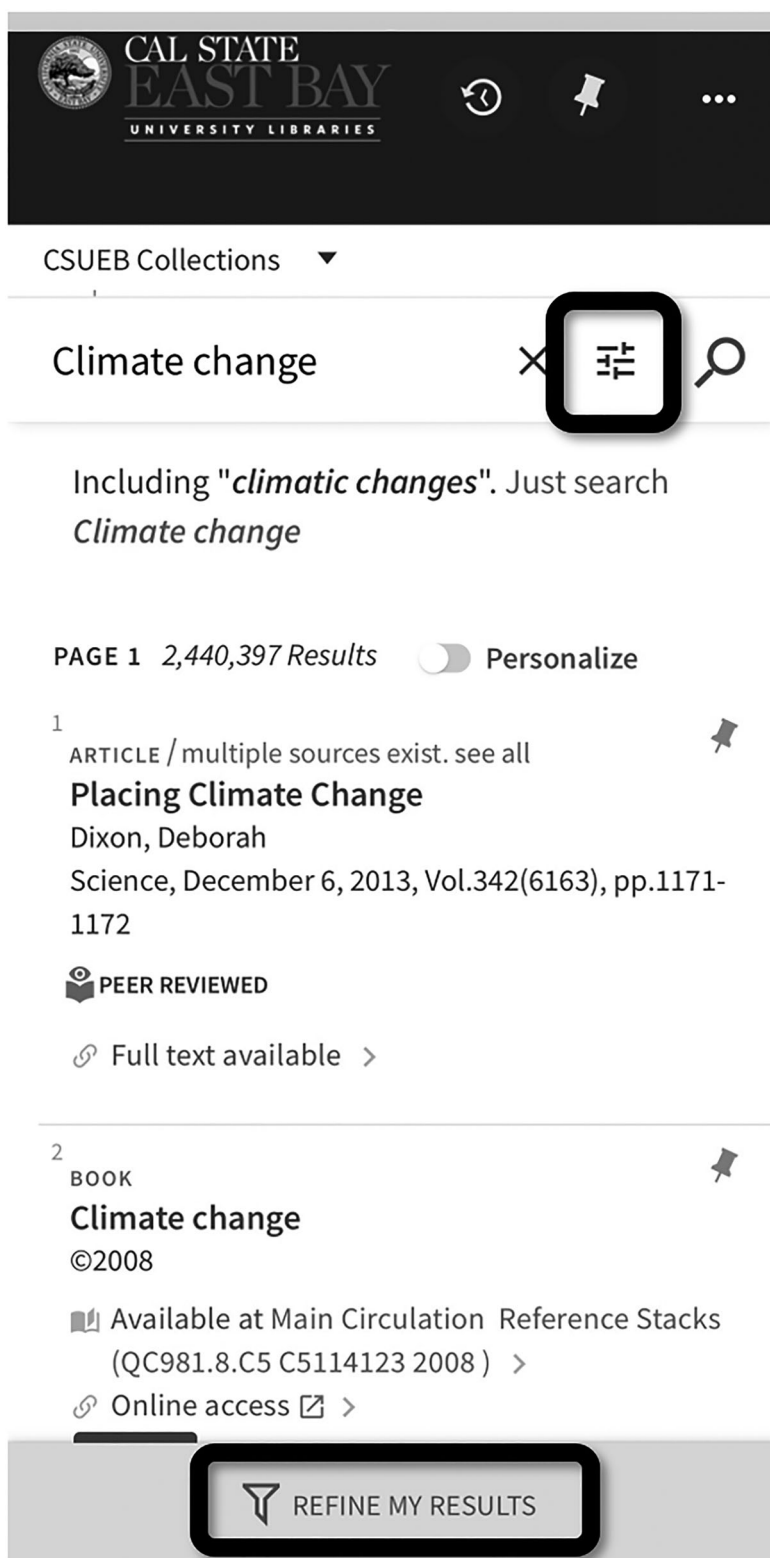 CAL STATE
EAST BAY
UNIVERSITY LIBRARIES
CSUEB Collections
Climate change
Including "climatic changes". Just search
Climate change
PAGE 1 2,440,397 Results Personalize
1
ARTICLE / multiple sources exist. see all
Placing Climate Change
Dixon, Deborah
Science, December 6, 2013, Vol.342(6163), pp.1171-
1172
PEER REVIEWED
Full text available >
2
BOOK
Climate change
©2008
Available at Main Circulation Reference Stacks
(QC981.8.C5 C5114123 2008 ) >
Online access >
REFINE MY RESULTS